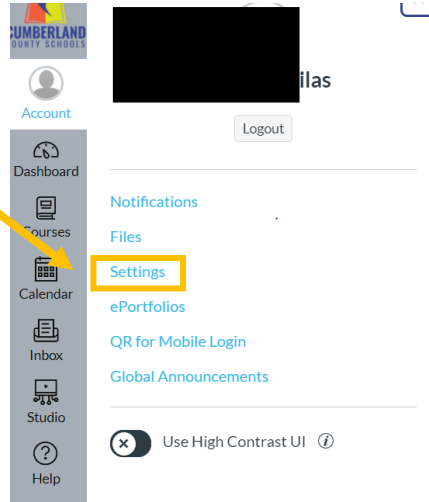 CUMBERLAND
COUNTY SCHOOLS
Account
Dashboard
Courses
Calendar
Inbox
Studio
Help
ilas
Logout
Notifications
Files
Settings
ePortfolios
QR for Mobile Login
Global Announcements
Use High Contrast UI